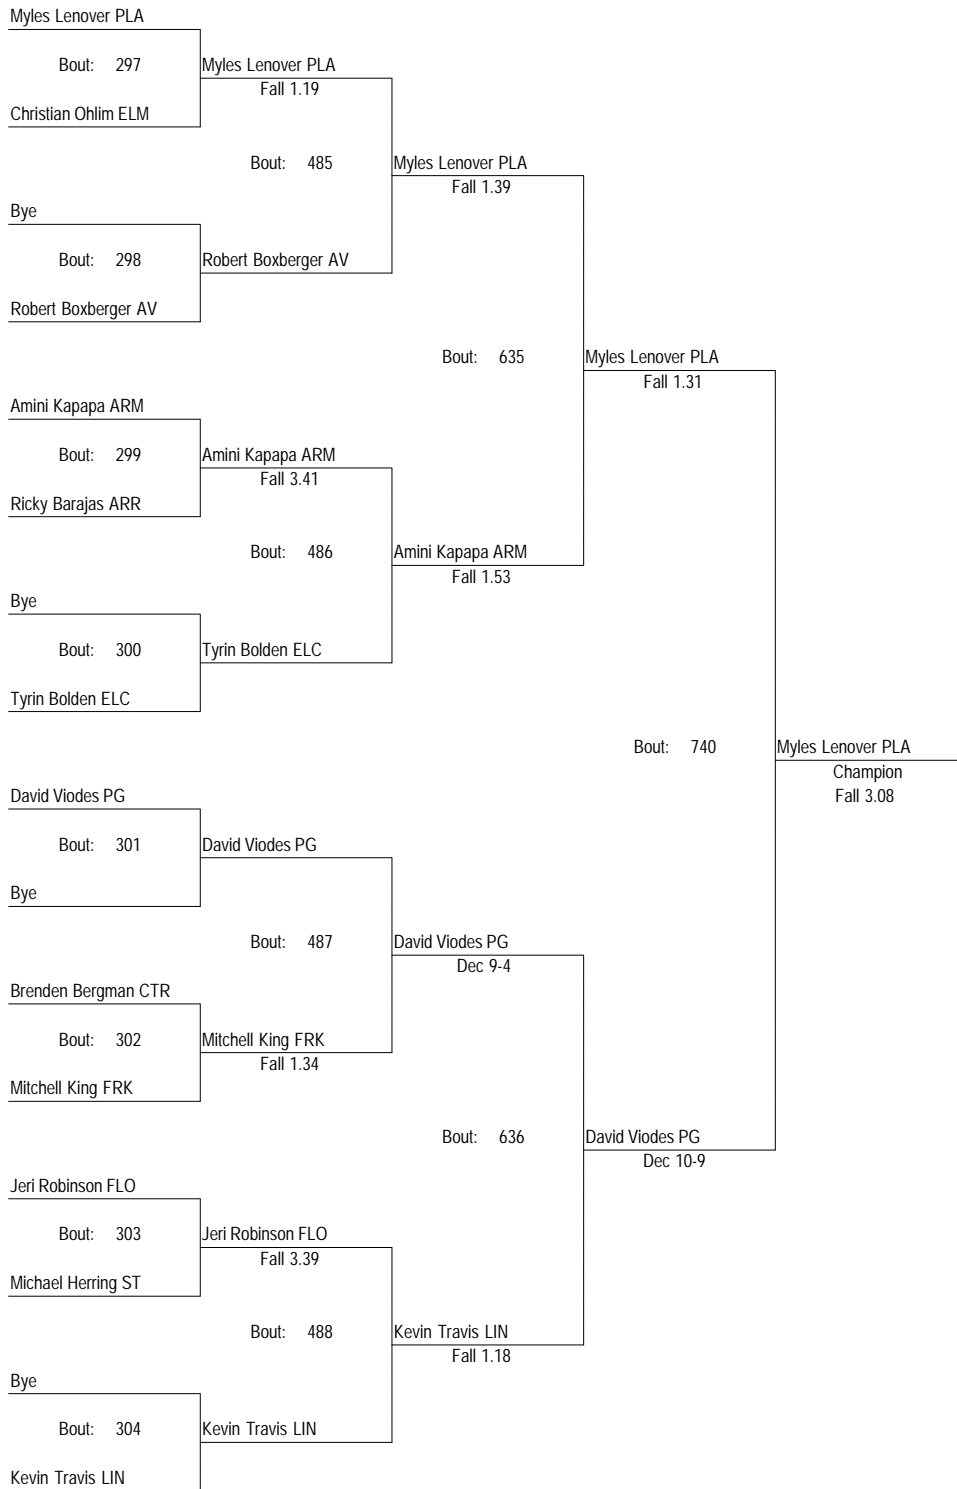 Myles Lenover PLA
Bout: 297
Myles Lenover PLA
Fall 1.19
Christian Ohlim ELM
Bout: 485
Myles Lenover PLA
Fall 1.39
Bye
Bout: 298
Robert Boxberger AV
Robert Boxberger AV
Bout: 635
Myles Lenover PLA
Fall 1.31
Amini Kapapa ARM
Bout: 299
Amini Kapapa ARM
Fall 3.41
Ricky Barajas ARR
Bout: 486
Amini Kapapa ARM
Fall 1.53
Bye
Bout: 300
Tyrin Bolden ELC
Tyrin Bolden ELC
Bout: 740
Myles Lenover PLA
Champion
Fall 3.08
David Viodes PG
Bout: 301
David Viodes PG
Bye
Bout: 487
David Viodes PG
Dec 9-4
Brenden Bergman CTR
Bout: 302
Mitchell King FRK
Fall 1.34
Mitchell King FRK
Bout: 636
David Viodes PG
Dec 10-9
Jeri Robinson FLO
Bout: 303
Jeri Robinson FLO
Fall 3.39
Michael Herring ST
Bout: 488
Kevin Travis LIN
Fall 1.18
Bye
Bout: 304
Kevin Travis LIN
Kevin Travis LIN